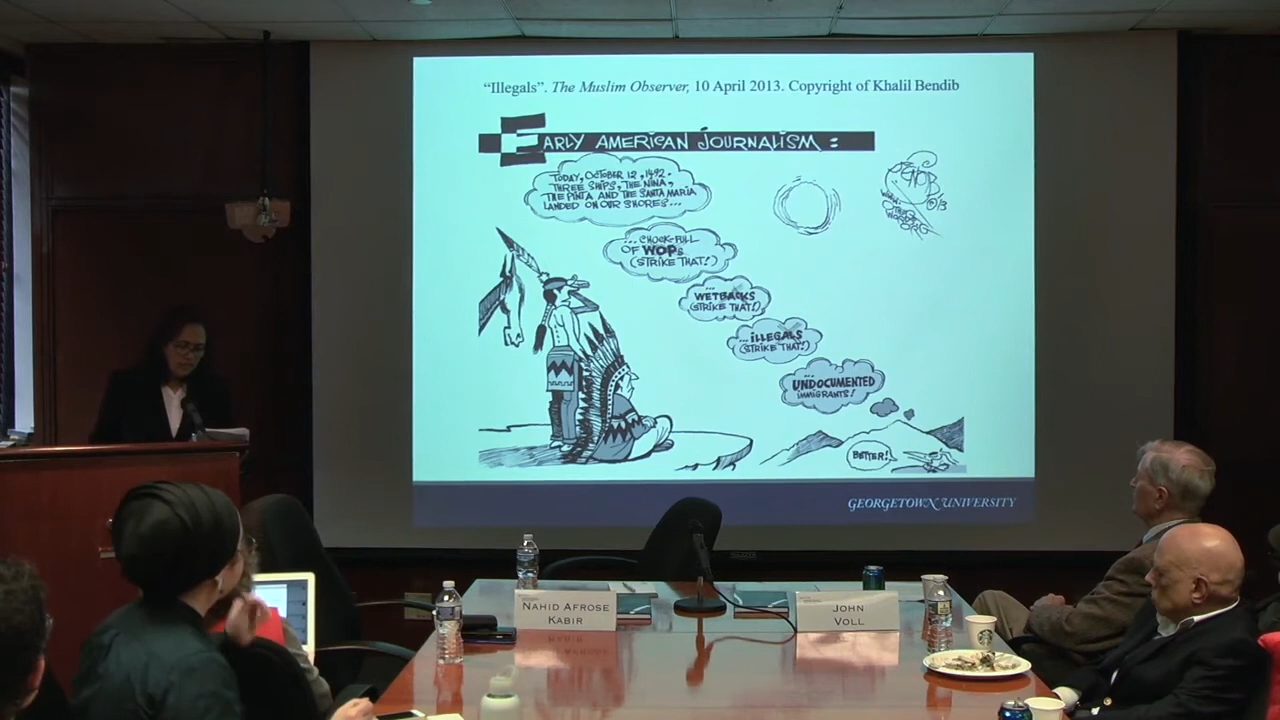 “Illegals”. The Muslim Observer, 10 April 2013. Copyright of Khalil Bendib
EARLY AMERICAN JOURNALISM:
TODAY, OCTOBER 12, 1492.
THREE SHIPS, THE NINA,
THE PINTA AND THE SANTA MARIA
LANDED ON OUR SHORES...
... CHOCK-FULL
OF WOPS
(STRIKE THAT!)
...
WETBACKS
(STRIKE THAT!)
... ILLEGALS
(STRIKE THAT!)
...
UNDOCUMENTED
IMMIGRANTS!
BETTER!
GEORGETOWN UNIVERSITY
NAHID AFROSE
KABIR
JOHN
VOLL